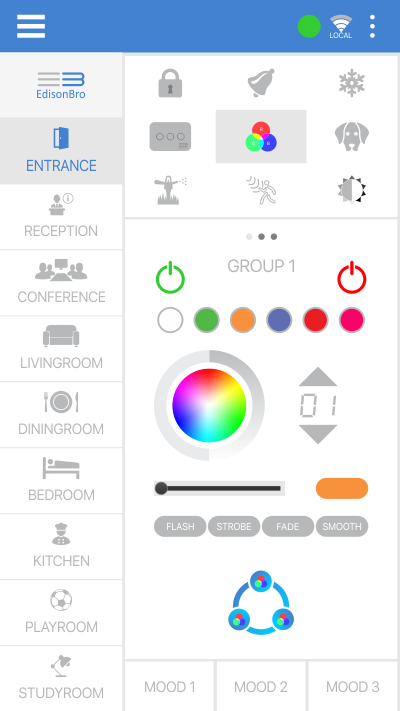 LOCAL
EdisonBro
ENTRANCE
RECEPTION
CONFERENCE
LIVINGROOM
DININGROOM
BEDROOM
KITCHEN
PLAYROOM
STUDYROOM
GROUP 1
01
FLASH STROBE FADE SMOOTH
MOOD 1 MOOD 2 MOOD 3